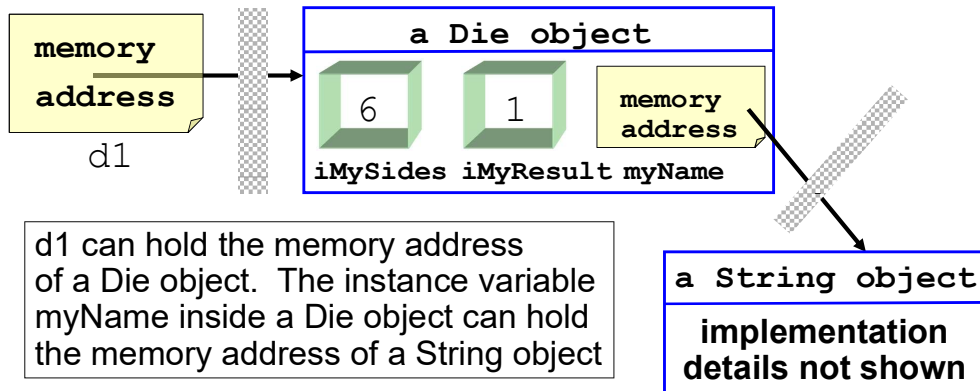 memory
address
d1
a Die object
6
1
memory
address
iMySides iMyResult myName
d1 can hold the memory address
of a Die object. The instance variable
myName inside a Die object can hold
the memory address of a String object
a String object
implementation
details not shown